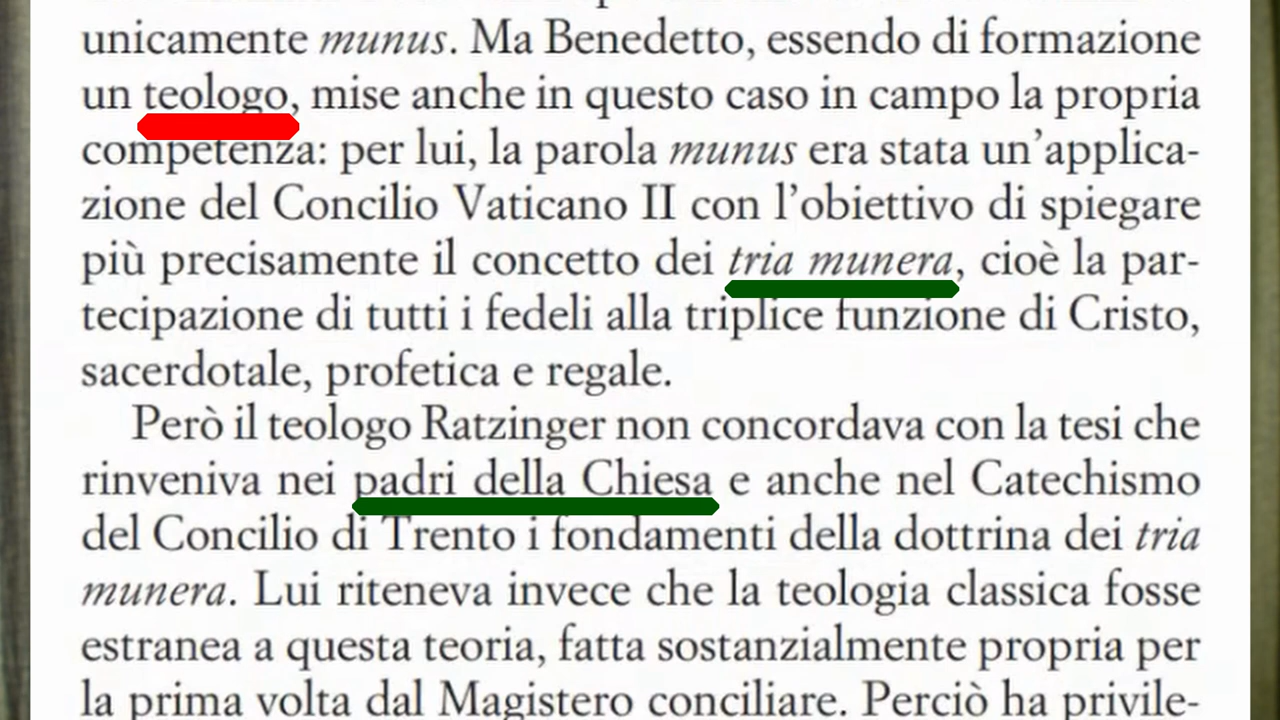 unicamente munus. Ma Benedetto, essendo di formazione
un teologo, mise anche in questo caso in campo la propria
competenza: per lui, la parola munus era stata un’applica-
zione del Concilio Vaticano II con l’obiettivo di spiegare
più precisamente il concetto dei tria munera, cioè la par-
tecipazione di tutti i fedeli alla triplice funzione di Cristo,
sacerdotale, profetica e regale.
Però il teologo Ratzinger non concordava con la tesi che
rinveniva nei padri della Chiesa e anche nel Catechismo
del Concilio di Trento i fondamenti della dottrina dei tria
munera. Lui riteneva invece che la teologia classica fosse
estranea a questa teoria, fatta sostanzialmente propria per
la prima volta dal Magistero conciliare. Perciò ha privile-